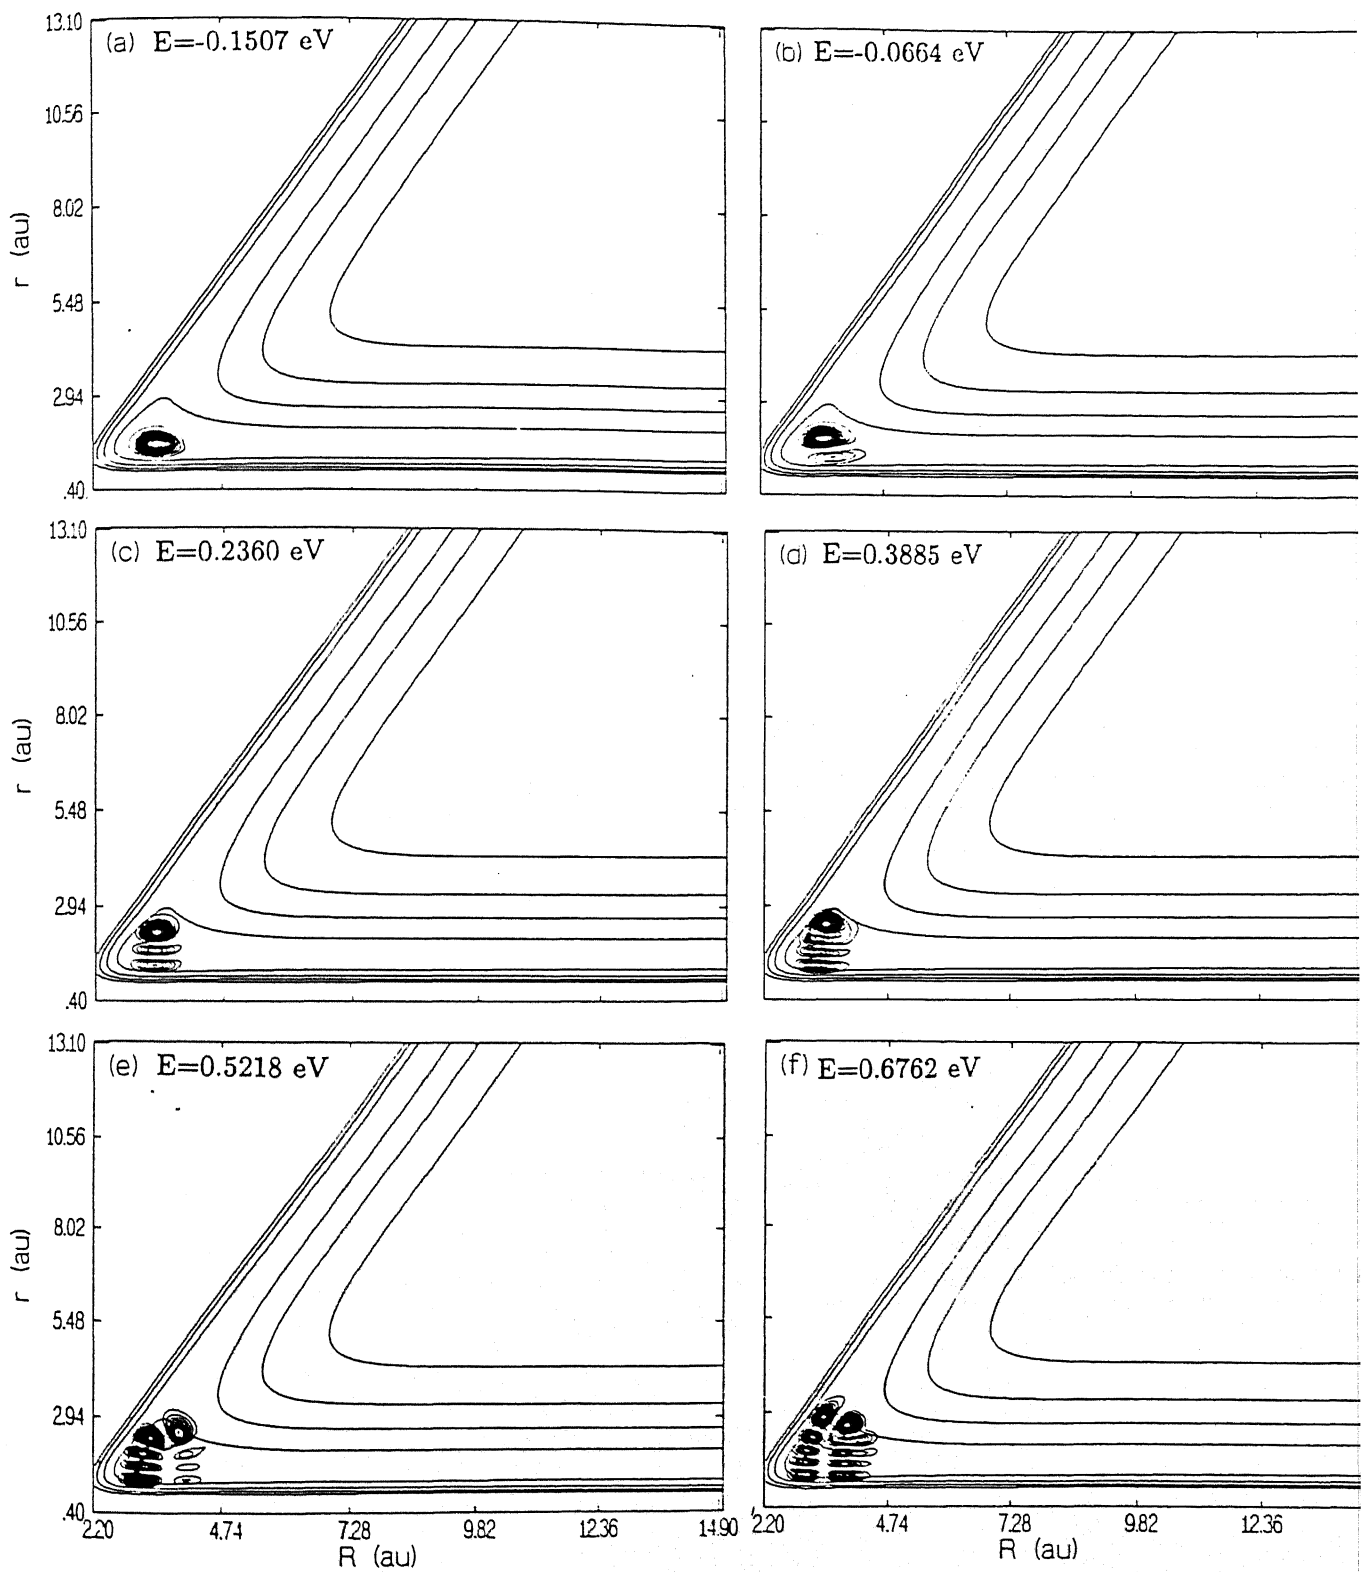 13.10 (a) E=-0.1507 eV
(b) E=-0.0664 eV
10.56
8.02
r (au)
5.48
2.94
.40
13.10 (c) E=0.2360 eV
(d) E=0.3885 eV
10.56
8.02
r (au)
5.48
2.94
.40
13.10 (e) E=0.5218 eV
(f) E=0.6762 eV
10.56
8.02
r (au)
5.48
2.94
.40
2.20 4.74 7.28 9.82 12.36 14.90
2.20 4.74 7.28 9.82 12.36
R (au)
R (au)